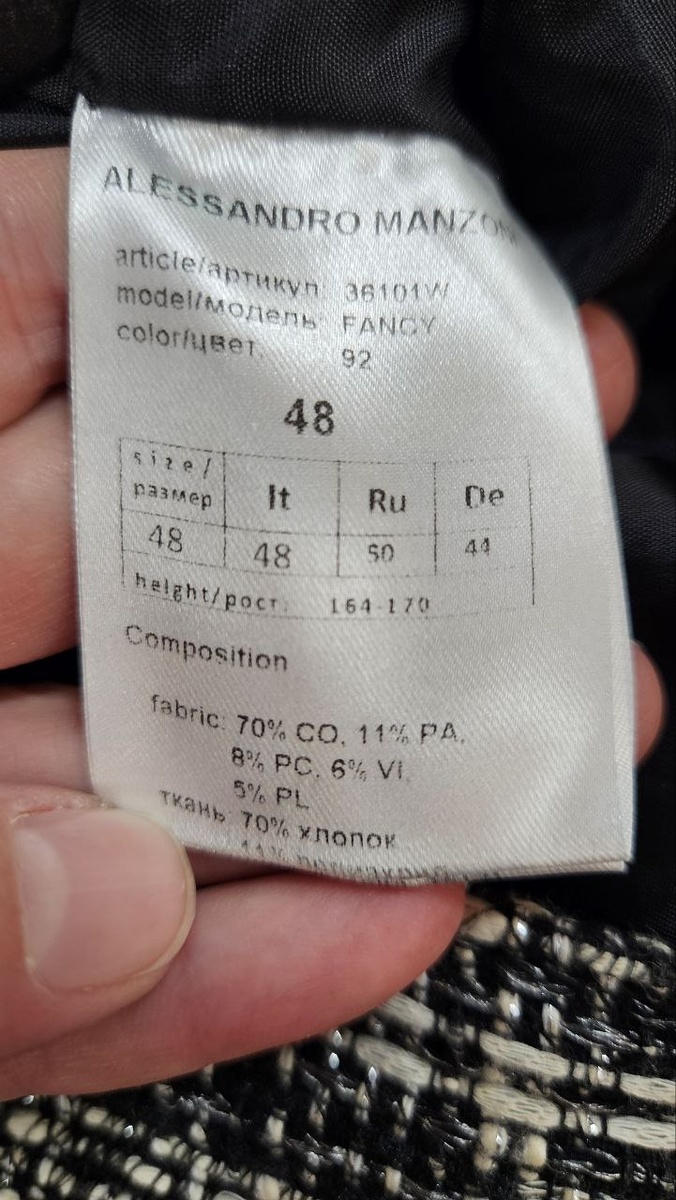 ALESSANDRO MANZO
article/артикул: 36101W
model/модель: FANCY
color/цвет: 92
48
size/ It Ru De
размер
48 48 50 44
height/рост: 164-170
Composition
fabric: 70% CO, 11% PA,
8% PC, 6% VI,
5% PL
ткань 70% хлопок
11%